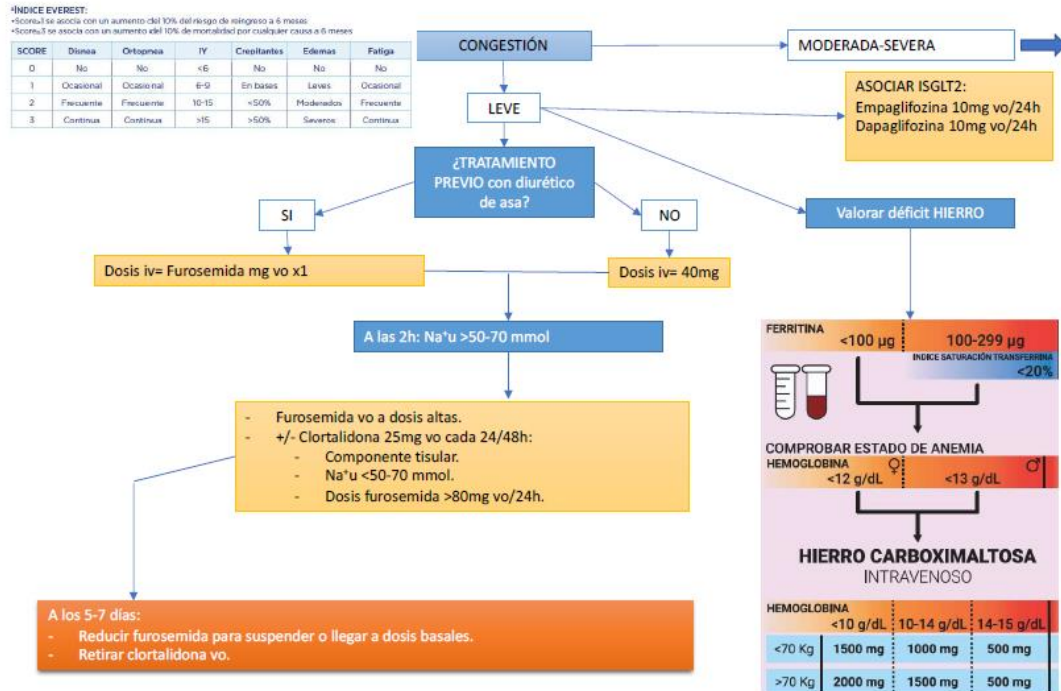 *ÍNDICE EVEREST:
•Score≥1 se asocia con un aumento del 10% del riesgo de reingreso a 6 meses
•Score≥3 se asocia con un aumento del 10% de mortalidad por cualquier causa a 6 meses
SCORE Disnea Ortopnea IY Crepitantes Edemas Fatiga
0 No No <6 No No No
1 Ocasional Ocasional 6-9 En bases Leves Ocasional
2 Frecuente Frecuente 10-15 <50% Moderados Frecuente
3 Continua Continua >15 >50% Severos Continua
CONGESTIÓN
MODERADA-SEVERA
LEVE
ASOCIAR ISGLT2:
Empaglifozina 10mg vo/24h
Dapaglifozina 10mg vo/24h
¿TRATAMIENTO
PREVIO con diurético
de asa?
SI
NO
Valorar déficit HIERRO
Dosis iv= Furosemida mg vo x1
Dosis iv= 40mg
A las 2h: Na⁺u >50-70 mmol
- Furosemida vo a dosis altas.
- +/- Clortalidona 25mg vo cada 24/48h:
- Componente tisular.
- Na⁺u <50-70 mmol.
- Dosis furosemida >80mg vo/24h.
A los 5-7 días:
- Reducir furosemida para suspender o llegar a dosis basales.
- Retirar clortalidona vo.
FERRITINA
<100 µg 100-299 µg
INDICE SATURACIÓN TRANSFERRINA
<20%
COMPROBAR ESTADO DE ANEMIA
HEMOGLOBINA ♀ ♂
<12 g/dL <13 g/dL
HIERRO CARBOXIMALTOSA
INTRAVENOSO
HEMOGLOBINA
<10 g/dL 10-14 g/dL 14-15 g/dL
<70 Kg 1500 mg 1000 mg 500 mg
>70 Kg 2000 mg 1500 mg 500 mg